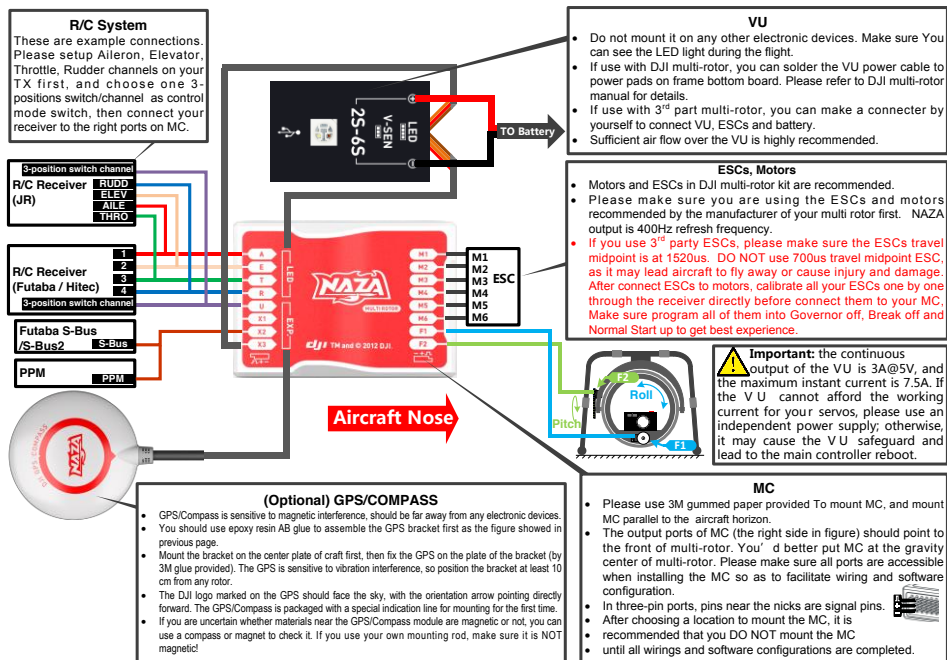 R/C System
These are example connections.
Please setup Aileron, Elevator,
Throttle, Rudder channels on your
TX first, and choose one 3-
positions switch/channel as control
mode switch, then connect your
receiver to the right ports on MC.
3-position switch channel
R/C Receiver
(JR)
RUDD
ELEV
AILE
THRO
R/C Receiver
(Futaba / Hitec)
1
2
3
4
3-position switch channel
Futaba S-Bus
/S-Bus2
S-Bus
PPM
PPM
LED
V-SEN
2S-6S
TO Battery
A
E
T
R
U
X1
X2
X3
LED
EXP.
NAZA
MULTI ROTOR
dji TM and © 2012 DJI.
M1
M2
M3
M4
M5
M6
F1
F2
M1
M2
M3
M4
M5
M6
ESC
Aircraft Nose
F2
Roll
Pitch
F1
DJI GPS COMPASS
NAZA
VU
• Do not mount it on any other electronic devices. Make sure You
can see the LED light during the flight.
• If use with DJI multi-rotor, you can solder the VU power cable to
power pads on frame bottom board. Please refer to DJI multi-rotor
manual for details.
• If use with 3rd part multi-rotor, you can make a connecter by
yourself to connect VU, ESCs and battery.
• Sufficient air flow over the VU is highly recommended.
ESCs, Motors
• Motors and ESCs in DJI multi-rotor kit are recommended.
• Please make sure you are using the ESCs and motors
recommended by the manufacturer of your multi rotor first. NAZA
output is 400Hz refresh frequency.
• If you use 3rd party ESCs, please make sure the ESCs travel
midpoint is at 1520us. DO NOT use 700us travel midpoint ESC,
as it may lead aircraft to fly away or cause injury and damage.
After connect ESCs to motors, calibrate all your ESCs one by one
through the receiver directly before connect them to your MC,
Make sure program all of them into Governor off, Break off and
Normal Start up to get best experience.
Important: the continuous
output of the VU is 3A@5V, and
the maximum instant current is 7.5A. If
the V U cannot afford the working
current for your servos, please use an
independent power supply; otherwise,
it may cause the V U safeguard and
lead to the main controller reboot.
(Optional) GPS/COMPASS
• GPS/Compass is sensitive to magnetic interference, should be far away from any electronic devices.
• You should use epoxy resin AB glue to assemble the GPS bracket first as the figure showed in
previous page.
• Mount the bracket on the center plate of craft first, then fix the GPS on the plate of the bracket (by
3M glue provided). The GPS is sensitive to vibration interference, so position the bracket at least 10
cm from any rotor.
• The DJI logo marked on the GPS should face the sky, with the orientation arrow pointing directly
forward. The GPS/Compass is packaged with a special indication line for mounting for the first time.
• If you are uncertain whether materials near the GPS/Compass module are magnetic or not, you can
use a compass or magnet to check it. If you use your own mounting rod, make sure it is NOT
magnetic!
MC
• Please use 3M gummed paper provided To mount MC, and mount
MC parallel to the aircraft horizon.
• The output ports of MC (the right side in figure) should point to
the front of multi-rotor. You' d better put MC at the gravity
center of multi-rotor. Please make sure all ports are accessible
when installing the MC so as to facilitate wiring and software
configuration.
• In three-pin ports, pins near the nicks are signal pins.
• After choosing a location to mount the MC, it is
• recommended that you DO NOT mount the MC
• until all wirings and software configurations are completed.